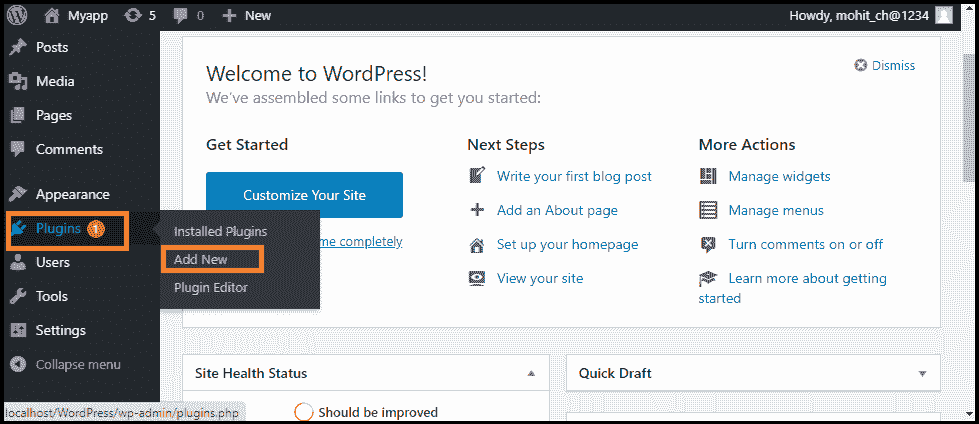 Myapp 5 0 + New Howdy, mohit_ch@1234
Posts
Media
Pages
Comments
Appearance
Plugins 1
Users
Tools
Settings
Collapse menu
Installed Plugins
Add New
Plugin Editor
Welcome to WordPress!
Dismiss
We've assembled some links to get you started:
Get Started
Customize Your Site
me completely
Next Steps
Write your first blog post
Add an About page
Set up your homepage
View your site
More Actions
Manage widgets
Manage menus
Turn comments on or off
Learn more about getting
started
Site Health Status
Should be improved
Quick Draft
localhost/WordPress/wp-admin/plugins.php